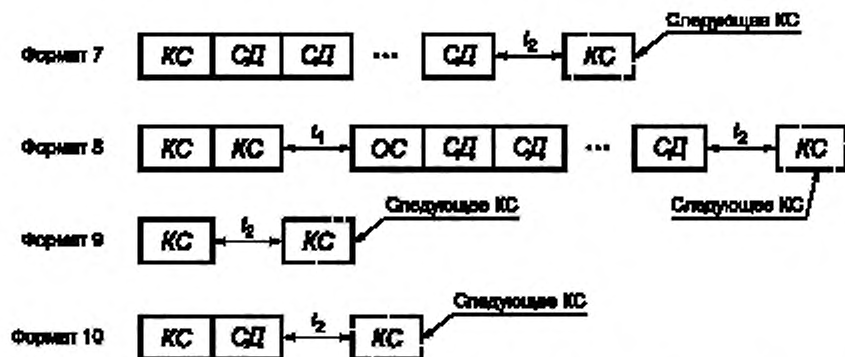 Следующее КС
Формат 7 КС СД СД ... СД t₂ КС
Формат 8 КС КС t₁ ОС СД СД ... СД t₂ КС
Следующее КС Следующее КС
Формат 9 КС t₂ КС
Следующее КС
Формат 10 КС СД t₂ КС